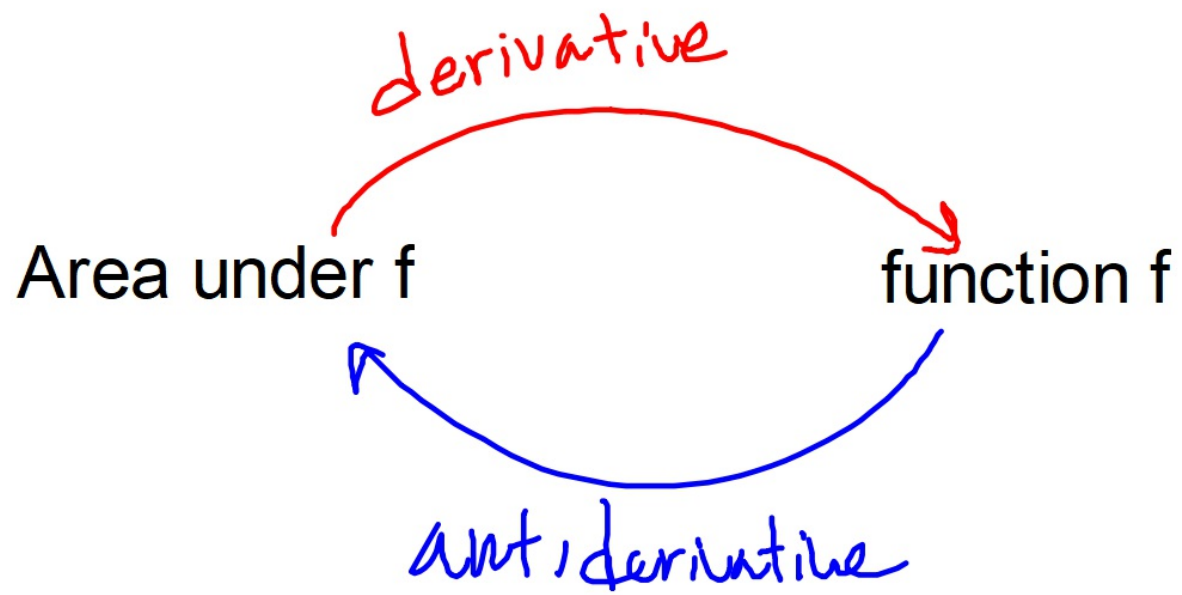 derivative
Area under f
function f
antiderivative